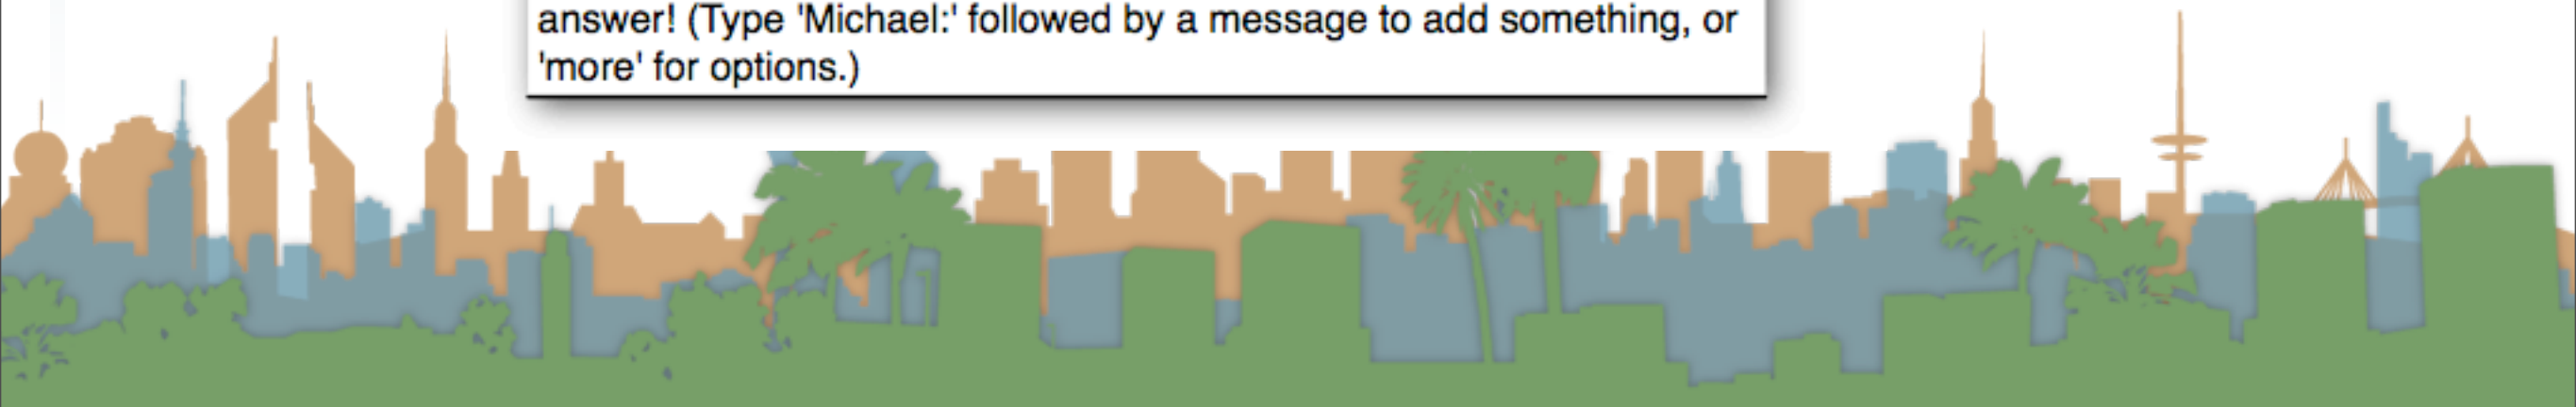 answer! (Type 'Michael:' followed by a message to add something, or
'more' for options.)